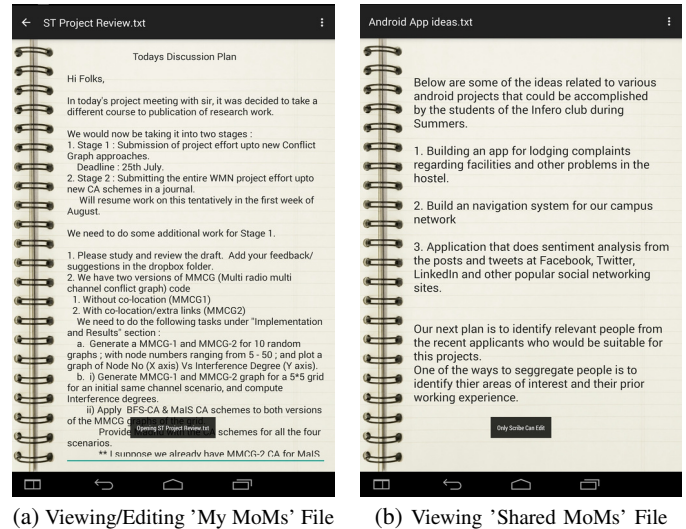 ST Project Review.txt
Todays Discussion Plan
Hi Folks,
In today's project meeting with sir, it was decided to take a
different course to publication of research work.
We would now be taking it into two stages :
1. Stage 1 : Submission of project effort upto new Conflict
Graph approaches.
Deadline : 25th July.
2. Stage 2 : Submitting the entire WMN project effort upto
new CA schemes in a journal.
Will resume work on this tentatively in the first week of
August.
We need to do some additional work for Stage 1.
1. Please study and review the draft. Add your feedback/
suggestions in the dropbox folder.
2. We have two versions of MMCG (Multi radio multi
channel conflict graph) code
1. Without co-location (MMCG1)
2. With co-location/extra links (MMCG2)
We need to do the following tasks under "Implementation
and Results" section :
a. Generate a MMCG-1 and MMCG-2 for 10 random
graphs ; with node numbers ranging from 5 - 50 ; and plot a
graph of Node No (X axis) Vs Interference Degree (Y axis).
b. i) Generate MMCG-1 and MMCG-2 graph for a 5*5 grid
for an initial same channel scenario, and compute
Interference degrees.
ii) Apply BFS-CA & MaIS CA schemes to both versions
of the MMCG graphs of the grid.
Provide CA schemes for all the four
scenarios.
** I suppose we already have MMCG-2 CA for MaIS
Opening ST Project Review.txt
(a) Viewing/Editing 'My MoMs' File
Android App ideas.txt
Below are some of the ideas related to various
android projects that could be accomplished
by the students of the Infero club during
Summers.
1. Building an app for lodging complaints
regarding facilities and other problems in the
hostel.
2. Build an navigation system for our campus
network
3. Application that does sentiment analysis from
the posts and tweets at Facebook, Twitter,
LinkedIn and other popular social networking
sites.
Our next plan is to identify relevant people from
the recent applicants who would be suitable for
this projects.
One of the ways to seggregate people is to
identify thier areas of interest and their prior
working experience.
Only Scribe Can Edit
(b) Viewing 'Shared MoMs' File